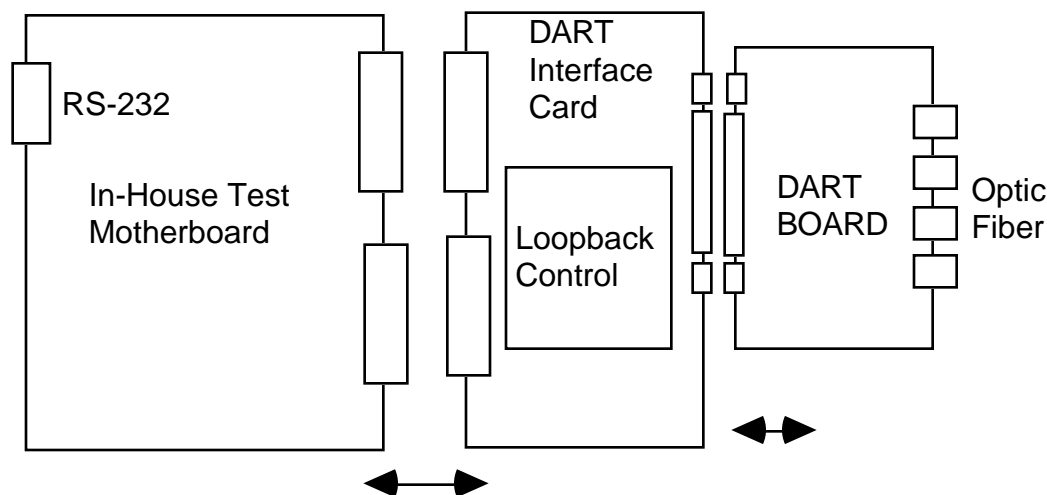 RS-232
In-House Test
Motherboard
DART
Interface
Card
Loopback
Control
DART
BOARD
Optic
Fiber